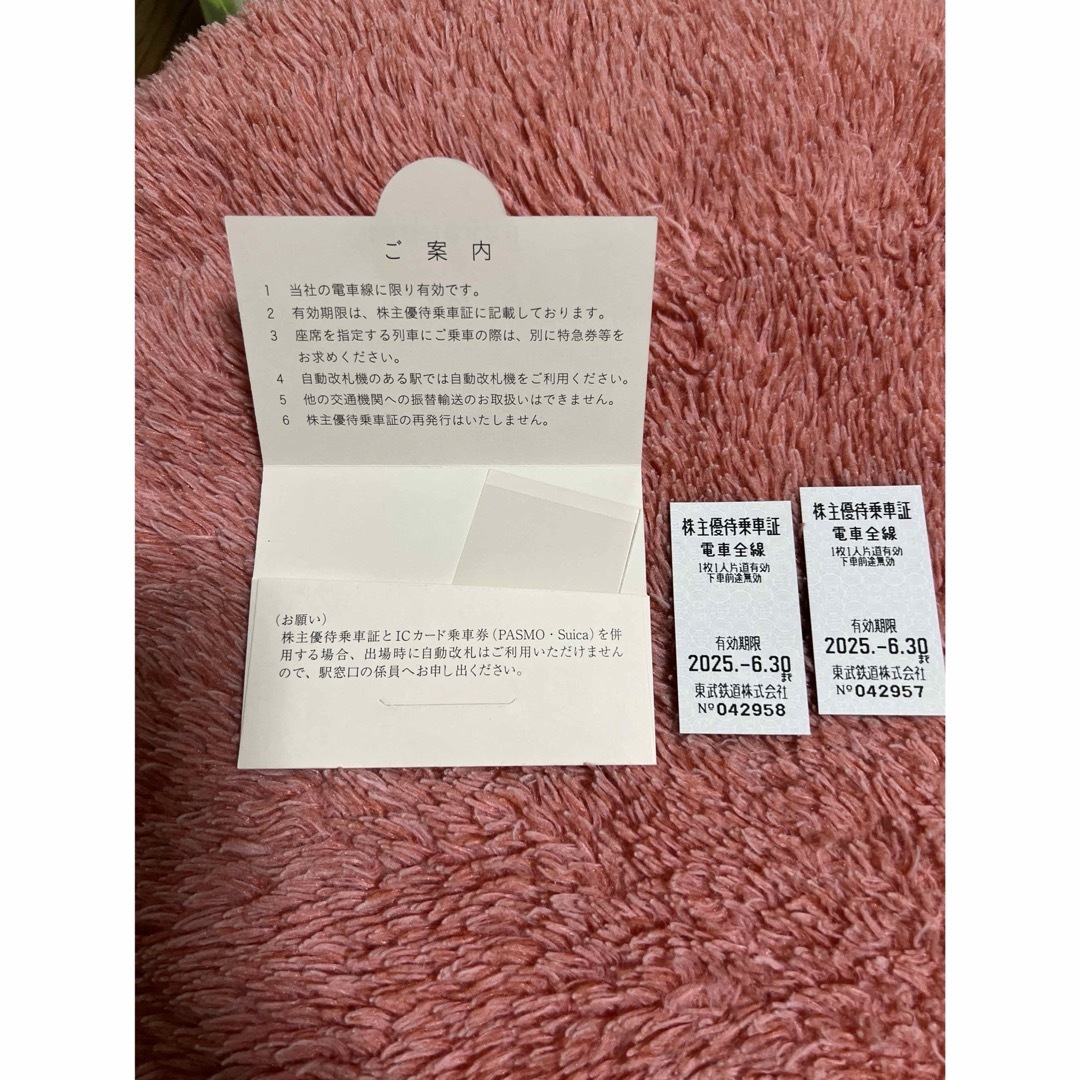 ご案内
1 当社の電車線に限り有効です。
2 有効期限は、株主優待乗車証に記載しております。
3 座席を指定する列車にご乗車の際は、別に特急券等を
お求めください。
4 自動改札機のある駅では自動改札機をご利用ください。
5 他の交通機関への振替輸送のお取扱いはできません。
6 株主優待乗車証の再発行はいたしません。
(お願い)
株主優待乗車証とICカード乗車券(PASMO・Suica)を併
用する場合、出場時に自動改札はご利用いただけません
ので、駅窓口の係員へお申し出ください。
株主優待乗車証
電車全線
1枚1人片道有効
下車前途無効
有効期限
2025.-6.30まで
東武鉄道株式会社
Nº042958
株主優待乗車証
電車全線
1枚1人片道有効
下車前途無効
有効期限
2025.-6.30まで
東武鉄道株式会社
Nº042957